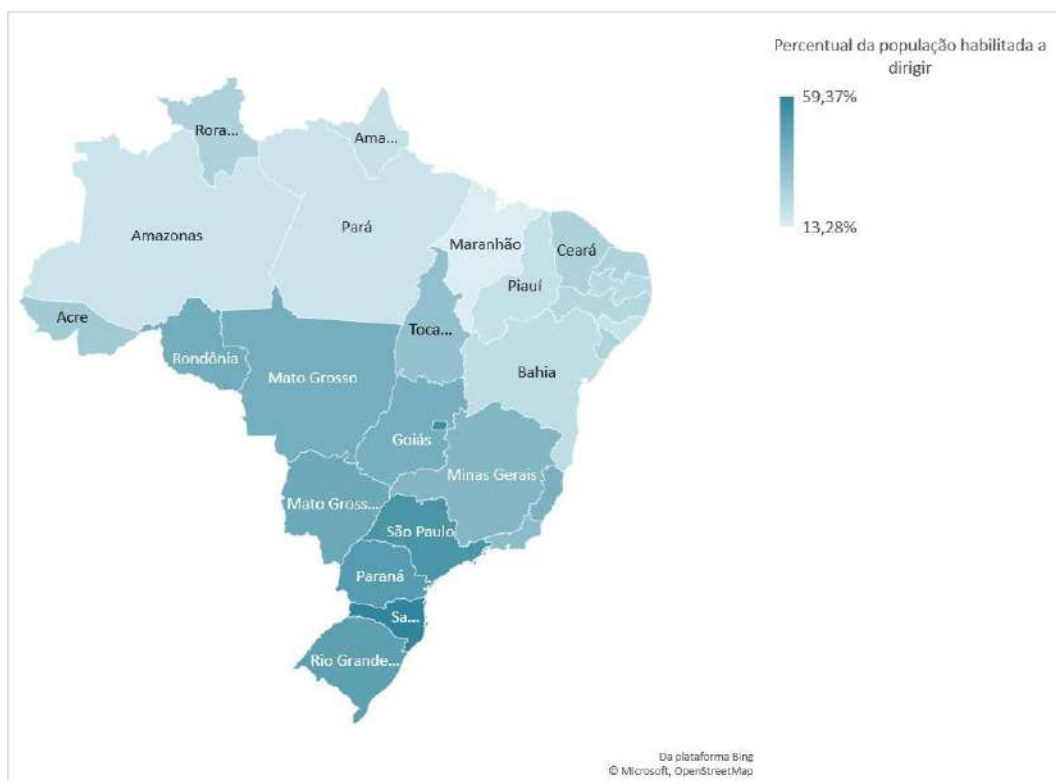 Percentual da população habilitada a
dirigir
59,37%
13,28%
Rora...
Ama...
Amazonas
Pará
Maranhão
Ceará
Piauí
Acre
Toca...
Rondônia
Mato Grosso
Bahia
Goiás
Minas Gerais
Mato Gross...
São Paulo
Paraná
Sa...
Rio Grande...
Da plataforma Bing
© Microsoft, OpenStreetMap